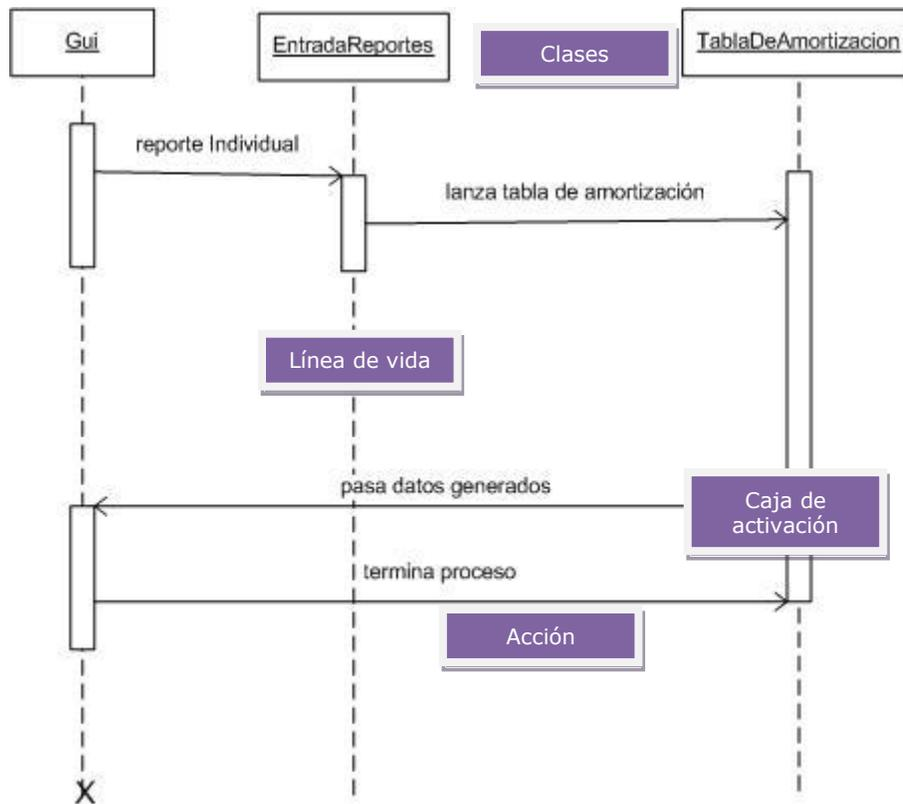 Gui
EntradaReportes
Clases
TablaDeAmortizacion
reporte Individual
lanza tabla de amortización
Línea de vida
pasa datos generados
Caja de
activación
termina proceso
Acción
X